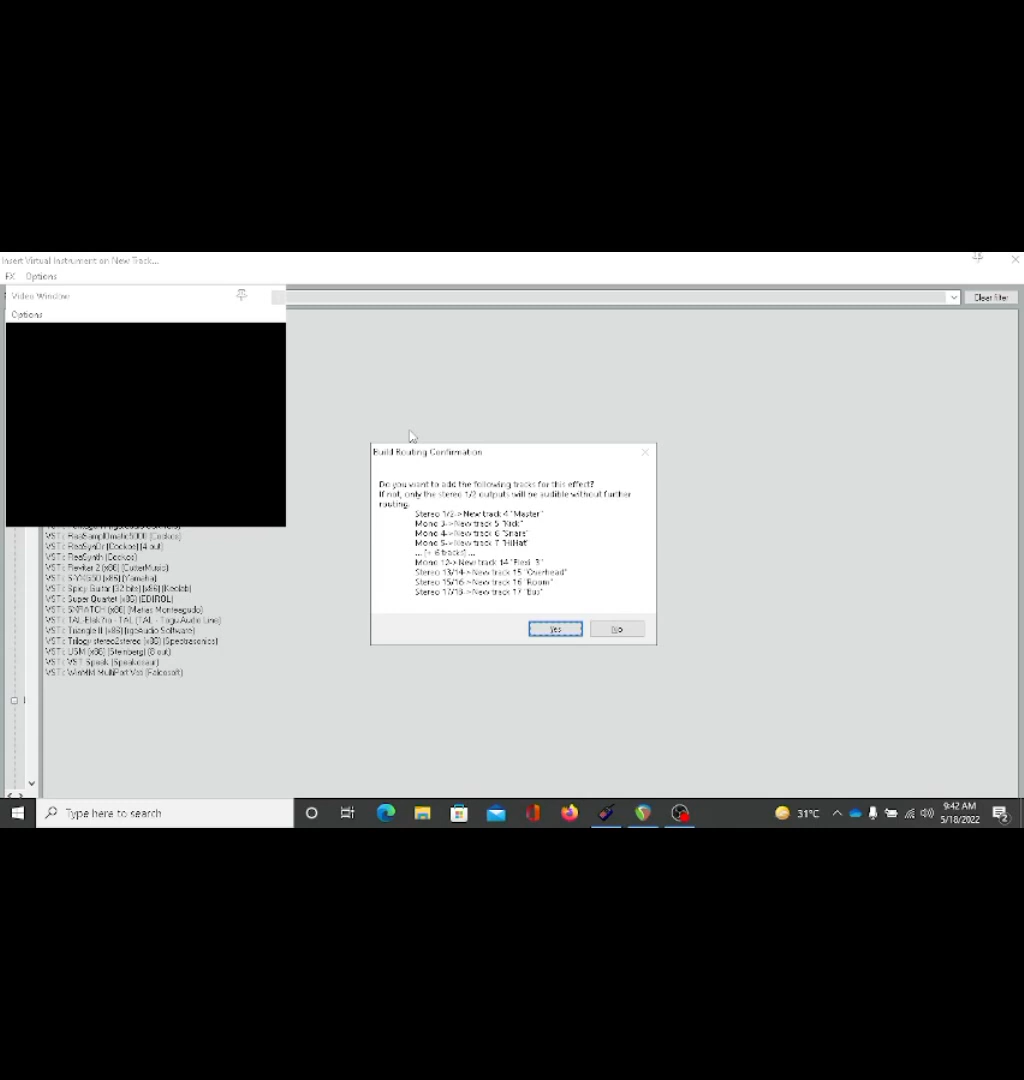 Insert Virtual Instrument on New Track...
FX Options
Video Window
Clear filter
Options
Build Routing Confirmation
Do you want to add the following tracks for this effect?
If not, only the stereo 1/2 outputs will be audible without further
routing.
Stereo 1/2->New track 4 "Master"
Mono 3->New track 5 "Kick"
Mono 4->New track 6 "Snare"
Mono 5->New track 7 "HiHat"
... [+ 6 tracks] ...
Mono 12->New track 14 "Flexi 3"
Stereo 13/14->New track 15 "Overhead"
Stereo 15/16->New track 16 "Room"
Stereo 17/18->New track 17 "Bus"
Yes No
VSTi: ReaSamplOmatic5000 (Cockos)
VSTi: ReaSynDr (Cockos) (4 out)
VSTi: ReaSynth (Cockos)
VSTi: Revitar 2 (x86) (CutterMusic)
VSTi: (x86) (Yamaha)
VSTi: Spicy Guitar (32 bits) (x86) (Keolab)
VSTi: Super Quartet (x86) (EDIROL)
VSTi: SXRATCH (x86) (Matias Monteagudo)
VSTi: TAL-Elek7ro - TAL (TAL - Togu Audio Line)
VSTi: Triangle II (x86) (rgcAudio Software)
VSTi: Trilogy-stereo2stereo (x86) (Spectrasonics)
VSTi: USM (x86) (Steinberg) (8 out)
VSTi: VST Speek (Speakosaur)
VSTi: WinMM MultiPort Vsti (Falcosoft)
Type here to search
31°C
9:42 AM
5/18/2022
2